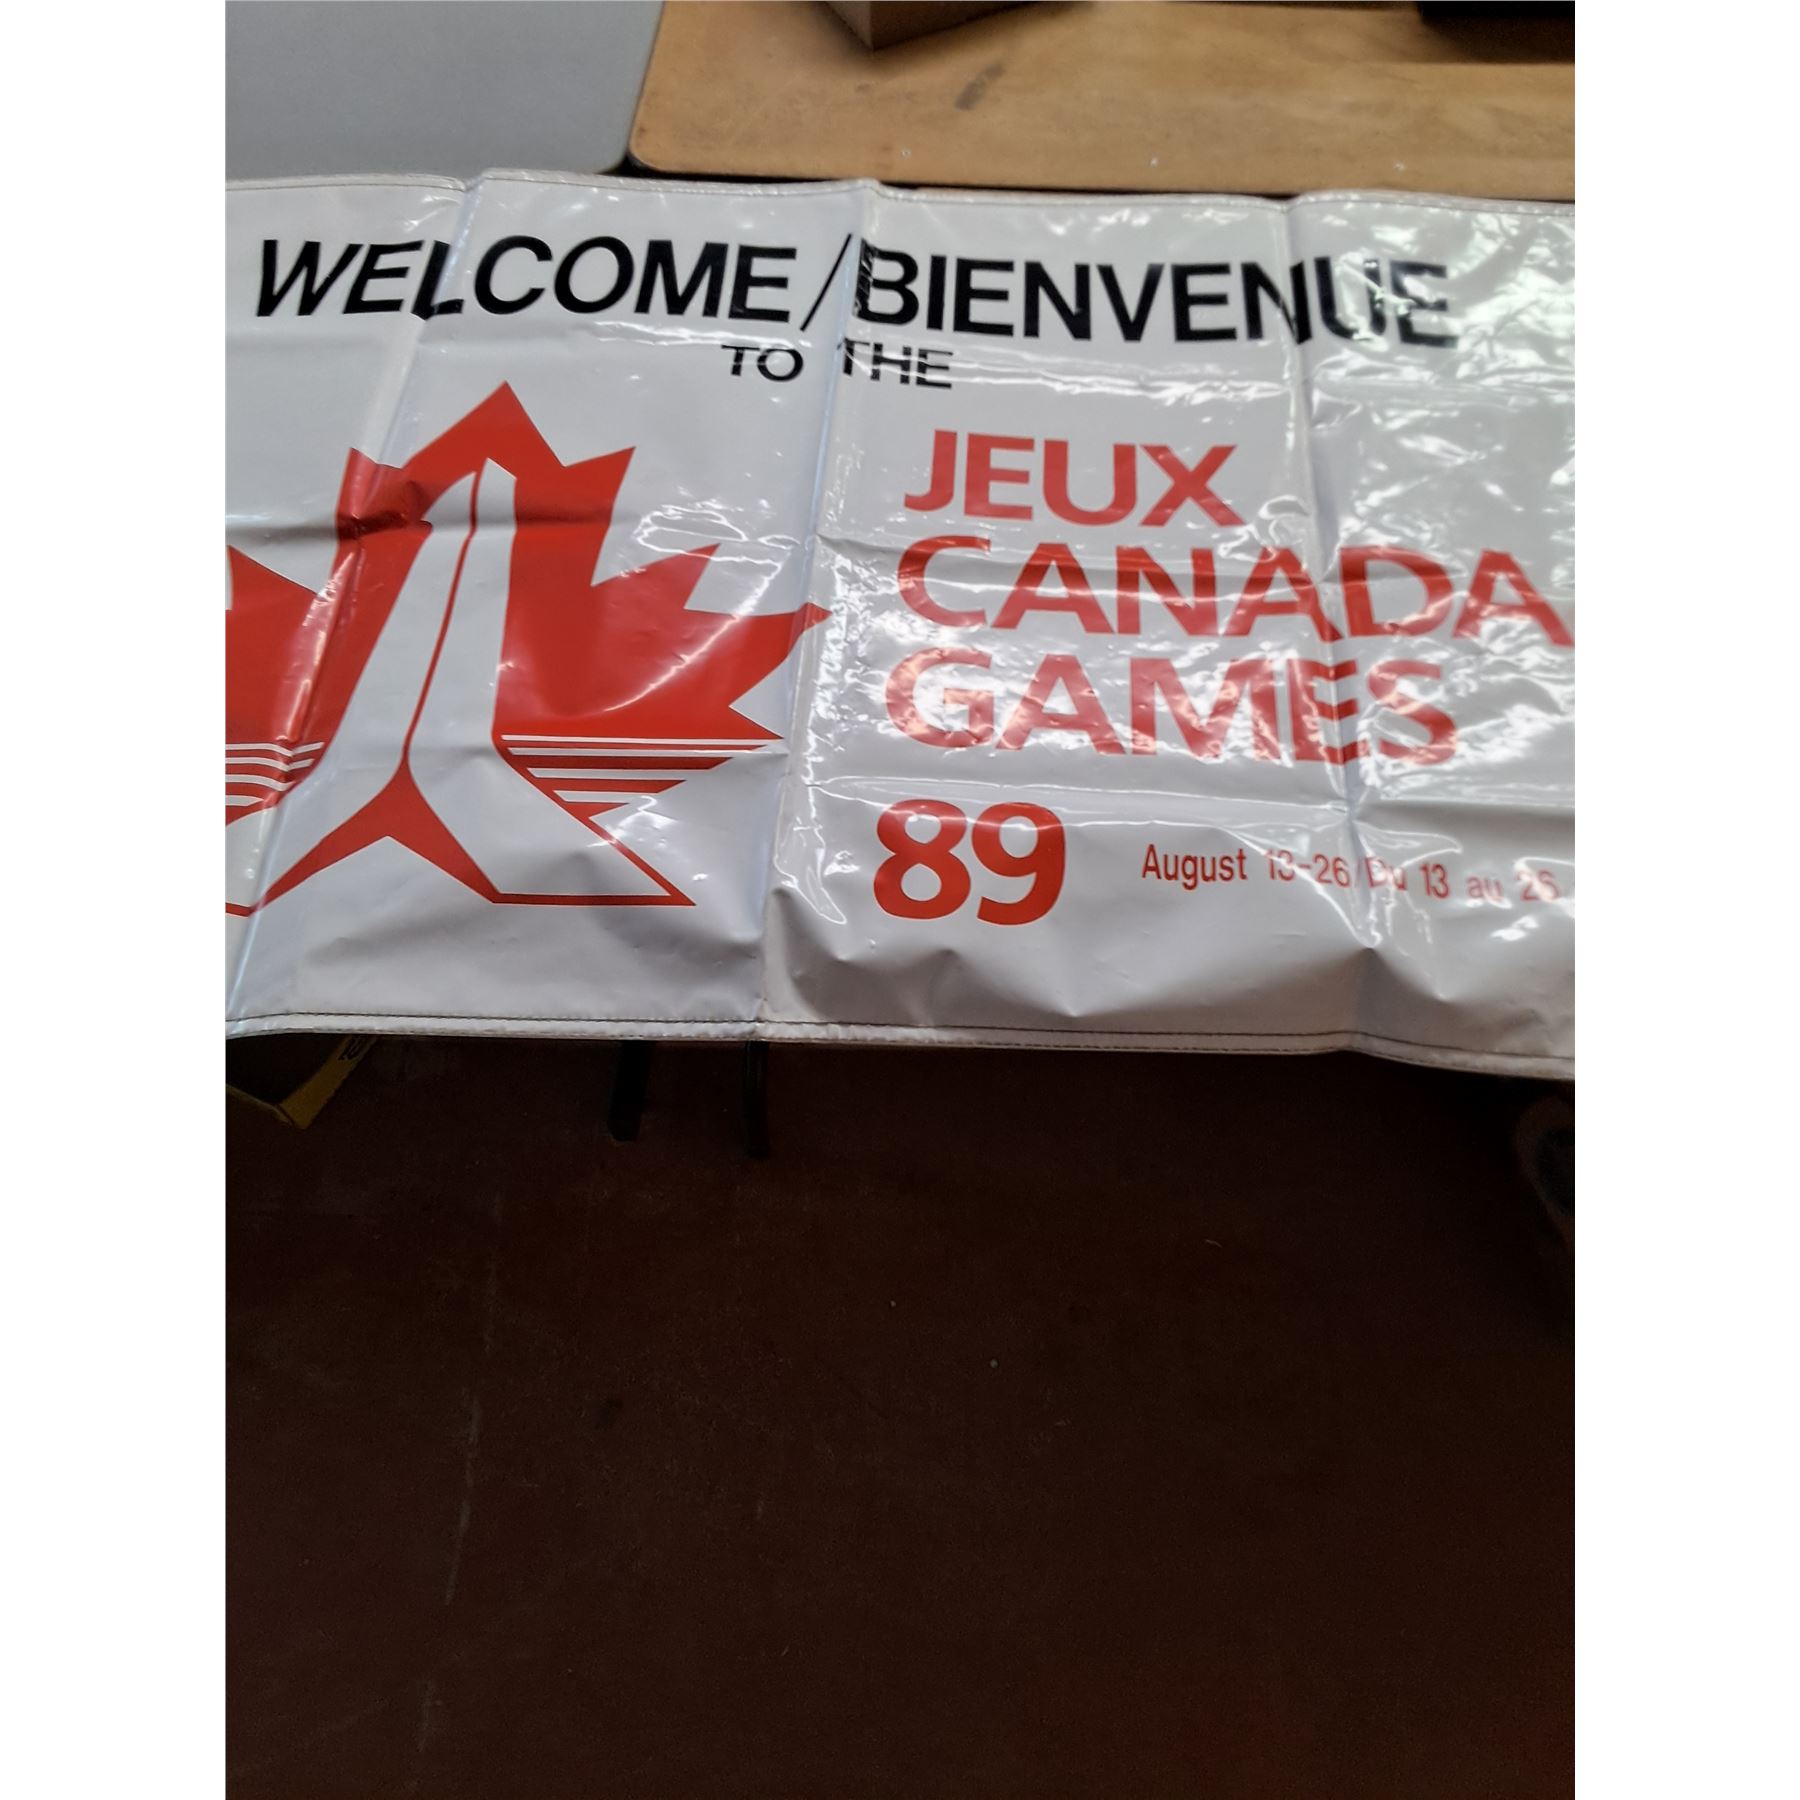 WELCOME/BIENVENUE
TO THE
JEUX
CANADA
GAMES
89
August 13-26/Du 13 au 26